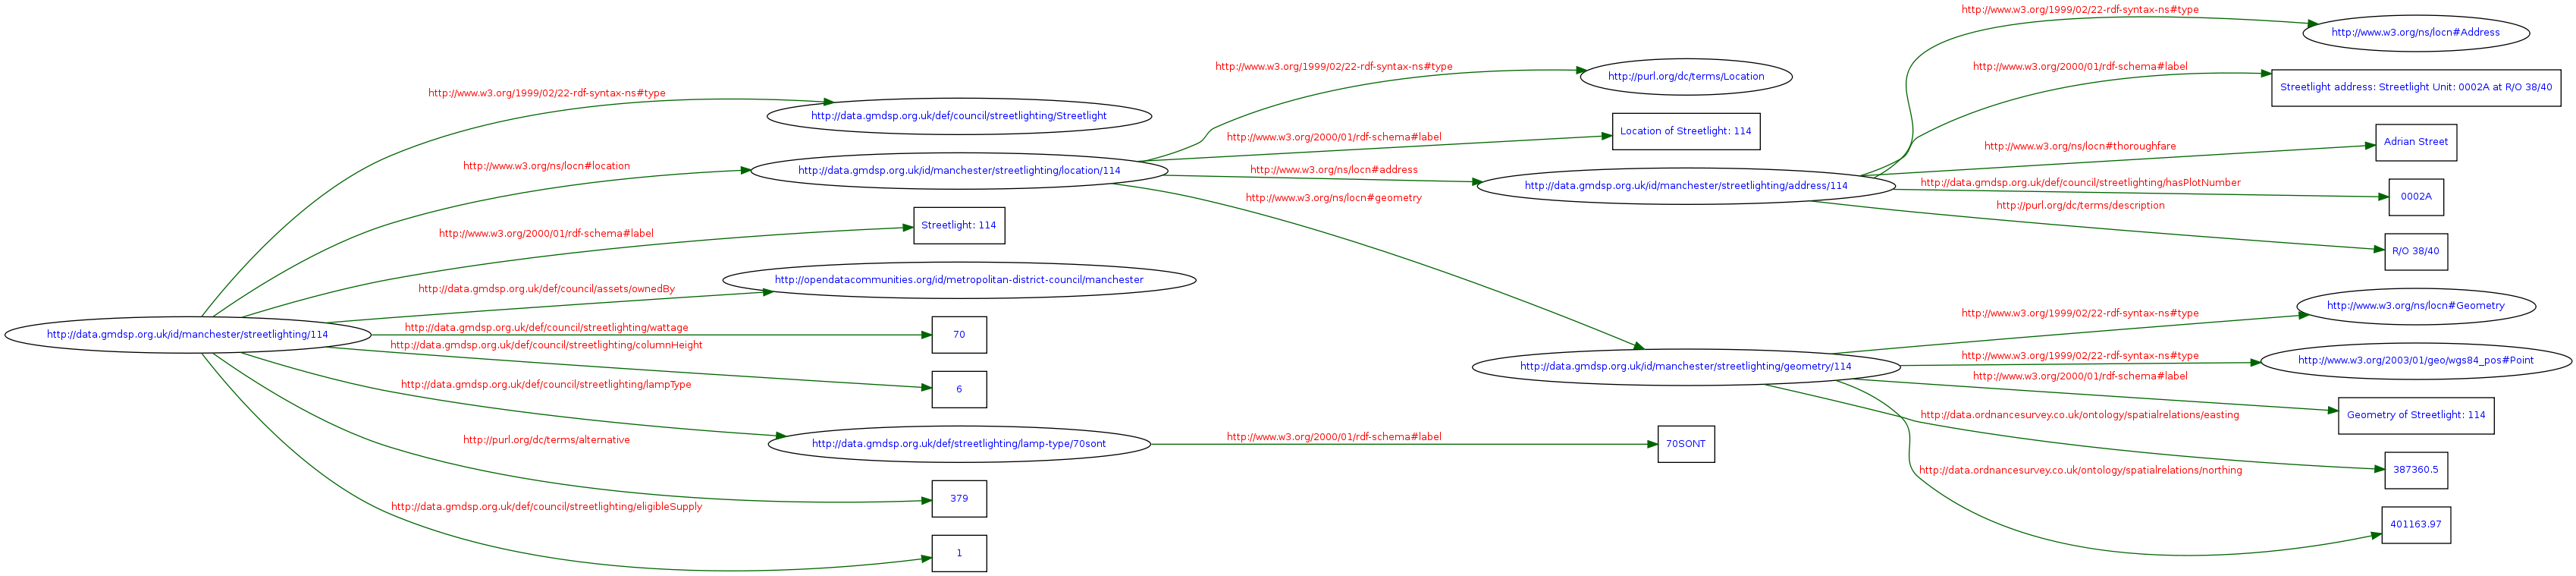 http://data.gmdsp.org.uk/id/manchester/streetlighting/114
http://www.w3.org/1999/02/22-rdf-syntax-ns#type
http://data.gmdsp.org.uk/def/council/streetlighting/Streetlight
http://www.w3.org/ns/locn#location
http://data.gmdsp.org.uk/id/manchester/streetlighting/location/114
http://www.w3.org/2000/01/rdf-schema#label
Streetlight: 114
http://data.gmdsp.org.uk/def/council/assets/ownedBy
http://opendatacommunities.org/id/metropolitan-district-council/manchester
http://data.gmdsp.org.uk/def/council/streetlighting/wattage
70
http://data.gmdsp.org.uk/def/council/streetlighting/columnHeight
6
http://data.gmdsp.org.uk/def/council/streetlighting/lampType
http://data.gmdsp.org.uk/def/streetlighting/lamp-type/70sont
http://purl.org/dc/terms/alternative
379
http://data.gmdsp.org.uk/def/council/streetlighting/eligibleSupply
1
http://www.w3.org/1999/02/22-rdf-syntax-ns#type
http://purl.org/dc/terms/Location
http://www.w3.org/2000/01/rdf-schema#label
Location of Streetlight: 114
http://www.w3.org/ns/locn#address
http://data.gmdsp.org.uk/id/manchester/streetlighting/address/114
http://www.w3.org/ns/locn#geometry
http://data.gmdsp.org.uk/id/manchester/streetlighting/geometry/114
http://www.w3.org/2000/01/rdf-schema#label
70SONT
http://www.w3.org/1999/02/22-rdf-syntax-ns#type
http://www.w3.org/ns/locn#Address
http://www.w3.org/2000/01/rdf-schema#label
Streetlight address: Streetlight Unit: 0002A at R/O 38/40
http://www.w3.org/ns/locn#thoroughfare
Adrian Street
http://data.gmdsp.org.uk/def/council/streetlighting/hasPlotNumber
0002A
http://purl.org/dc/terms/description
R/O 38/40
http://www.w3.org/1999/02/22-rdf-syntax-ns#type
http://www.w3.org/ns/locn#Geometry
http://www.w3.org/1999/02/22-rdf-syntax-ns#type
http://www.w3.org/2003/01/geo/wgs84_pos#Point
http://www.w3.org/2000/01/rdf-schema#label
Geometry of Streetlight: 114
http://data.ordnancesurvey.co.uk/ontology/spatialrelations/easting
387360.5
http://data.ordnancesurvey.co.uk/ontology/spatialrelations/northing
401163.97